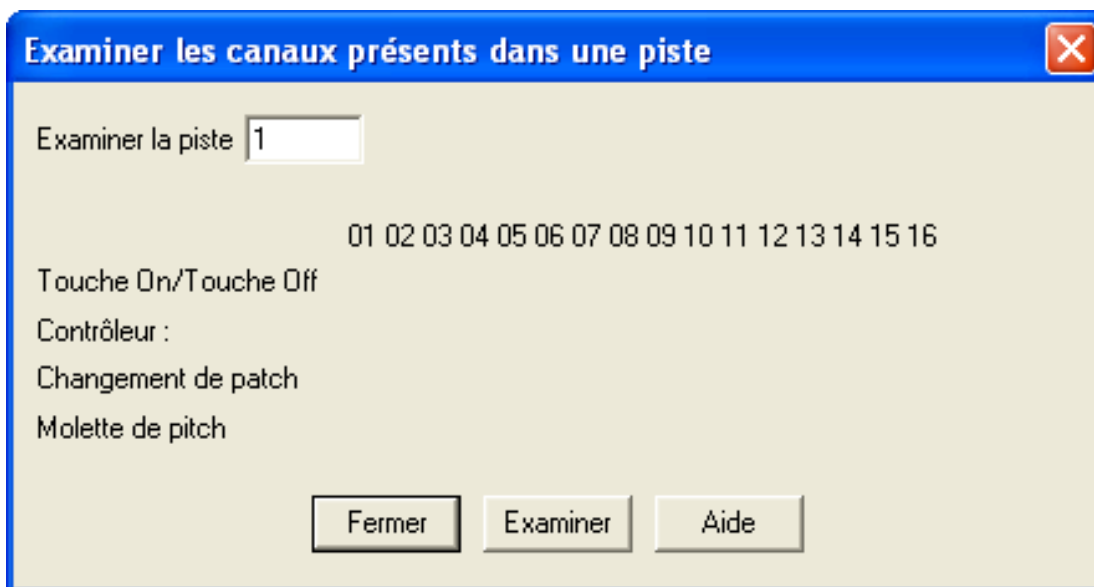 Examiner les canaux présents dans une piste
Examiner la piste 1
01 02 03 04 05 06 07 08 09 10 11 12 13 14 15 16
Touche On/Touche Off
Contrôleur :
Changement de patch
Molette de pitch
Fermer Examiner Aide